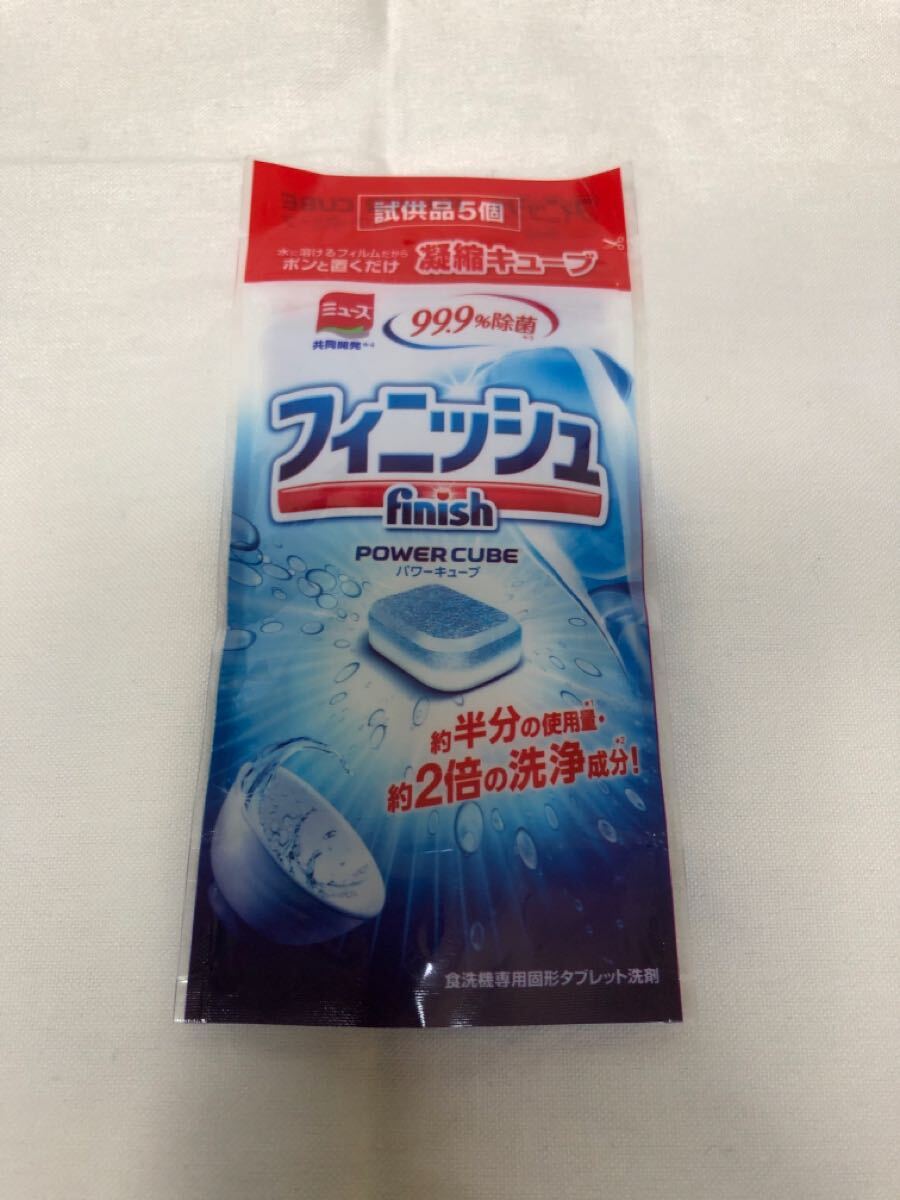 試供品5個
水に溶けるフィルムだから
ポンと置くだけ
凝縮キューブ
ミューズ
共同開発※4
99.9%除菌
フィニッシュ
finish
POWER CUBE
パワーキューブ
約半分の使用量・*1
約2倍の洗浄成分!*2
食洗機専用固形タブレット洗剤